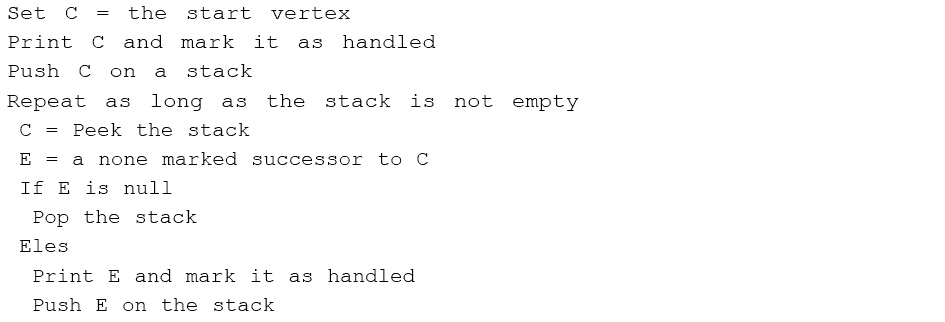 Set C = the start vertex
Print C and mark it as handled
Push C on a stack
Repeat as long as the stack is not empty
C = Peek the stack
E = a none marked successor to C
If E is null
Pop the stack
Eles
Print E and mark it as handled
Push E on the stack